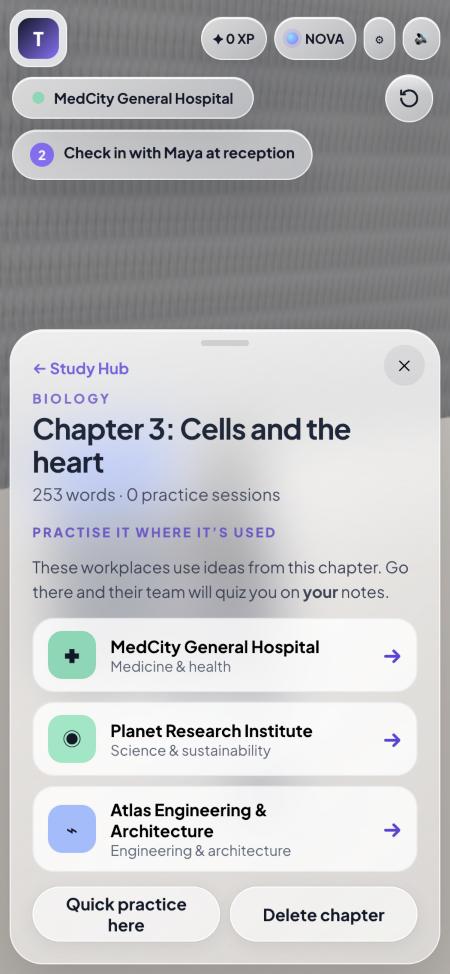 T
✦ 0 XP
NOVA
MedCity General Hospital
2
Check in with Maya at reception
← Study Hub
BIOLOGY
Chapter 3: Cells and the
heart
253 words · 0 practice sessions
PRACTISE IT WHERE IT’S USED
These workplaces use ideas from this chapter. Go
there and their team will quiz you on your notes.
MedCity General Hospital
Medicine & health
Planet Research Institute
Science & sustainability
Atlas Engineering &
Architecture
Engineering & architecture
Quick practice
here
Delete chapter